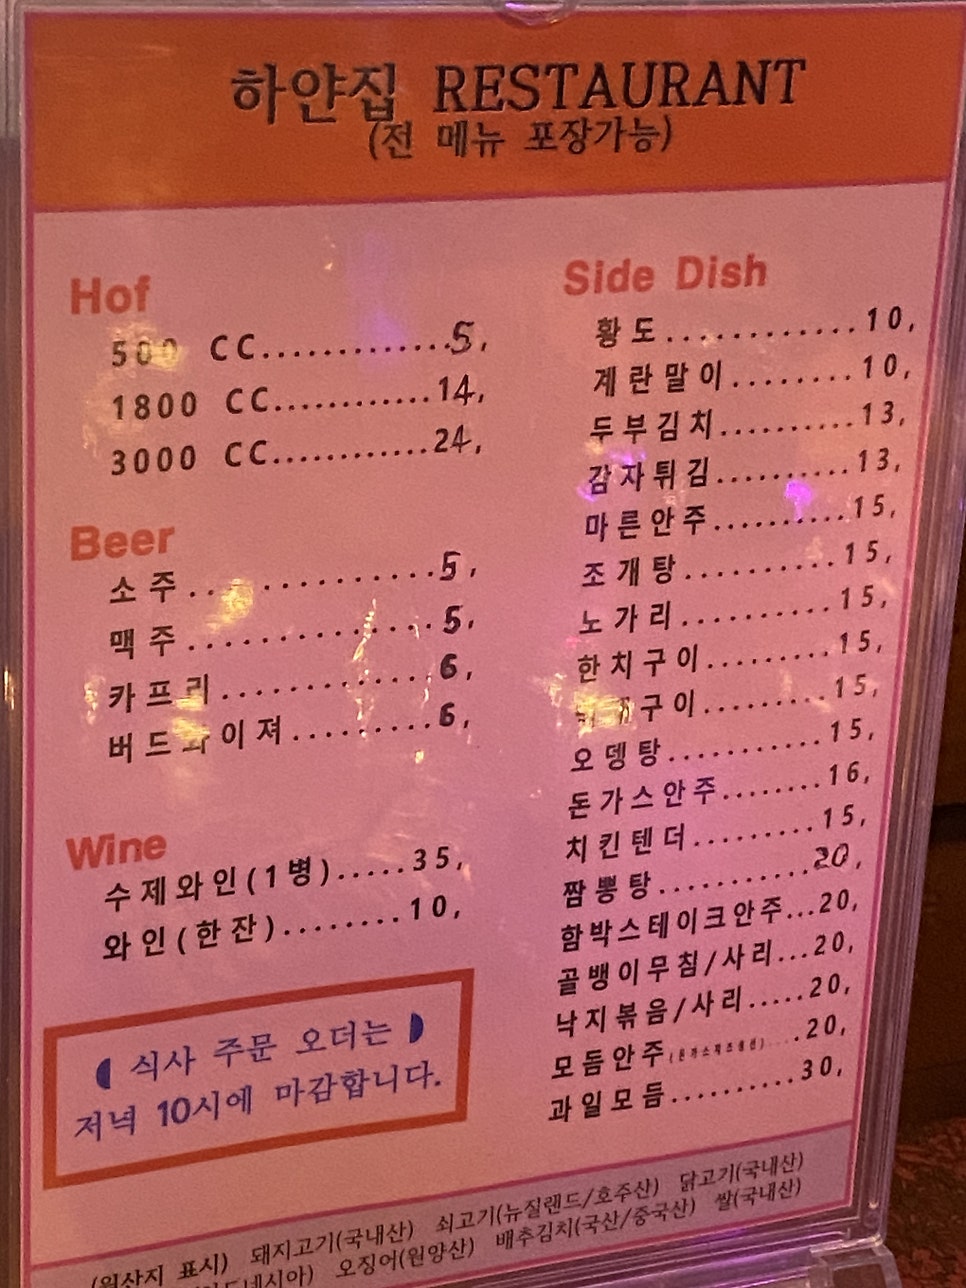 하얀집 RESTAURANT
(전 메뉴 포장가능)
Hof
500 CC.............5,
1800 CC............14,
3000 CC............24,
Beer
소주..............5,
맥주..............5,
카프리............6,
버드와이져........6,
Wine
수제와인(1병).....35,
와인(한잔)........10,
식사 주문 오더는
저녁 10시에 마감합니다.
Side Dish
황도.............10,
계란말이........10,
두부김치..........13,
감자튀김..........13,
마른안주..........15,
조개탕...........15,
노가리...........15,
한치구이.........15,
구이.........15,
오뎅탕...........15,
돈가스안주........16,
치킨텐더.........15,
짬뽕탕...........20,
함박스테이크안주...20,
골뱅이무침/사리...20,
낙지볶음/사리.....20,
모듬안주 ....20,
과일모듬.........30,
(원산지 표시) 돼지고기(국내산) 쇠고기(뉴질랜드/호주산) 닭고기(국내산)
오징어(원양산) 배추김치(국산/중국산) 쌀(국내산)